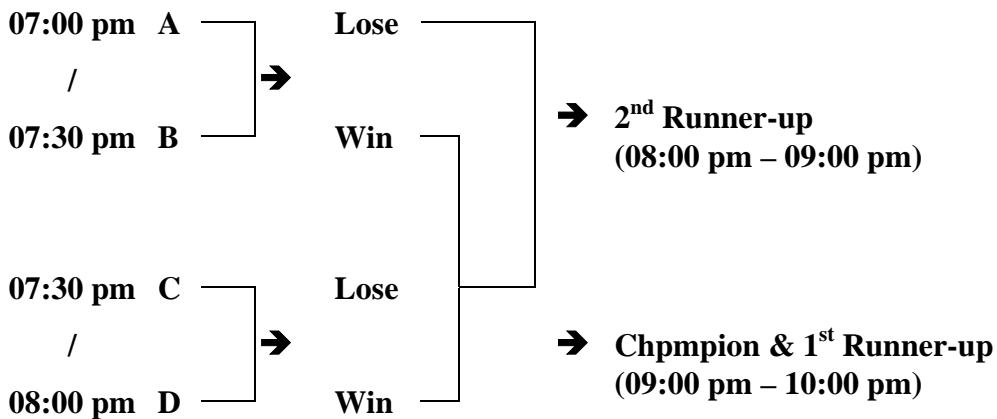 07:00 pm A Lose
/
07:30 pm B Win
2nd Runner-up
(08:00 pm – 09:00 pm)
07:30 pm C Lose
/
08:00 pm D Win
Chpmpion & 1st Runner-up
(09:00 pm – 10:00 pm)